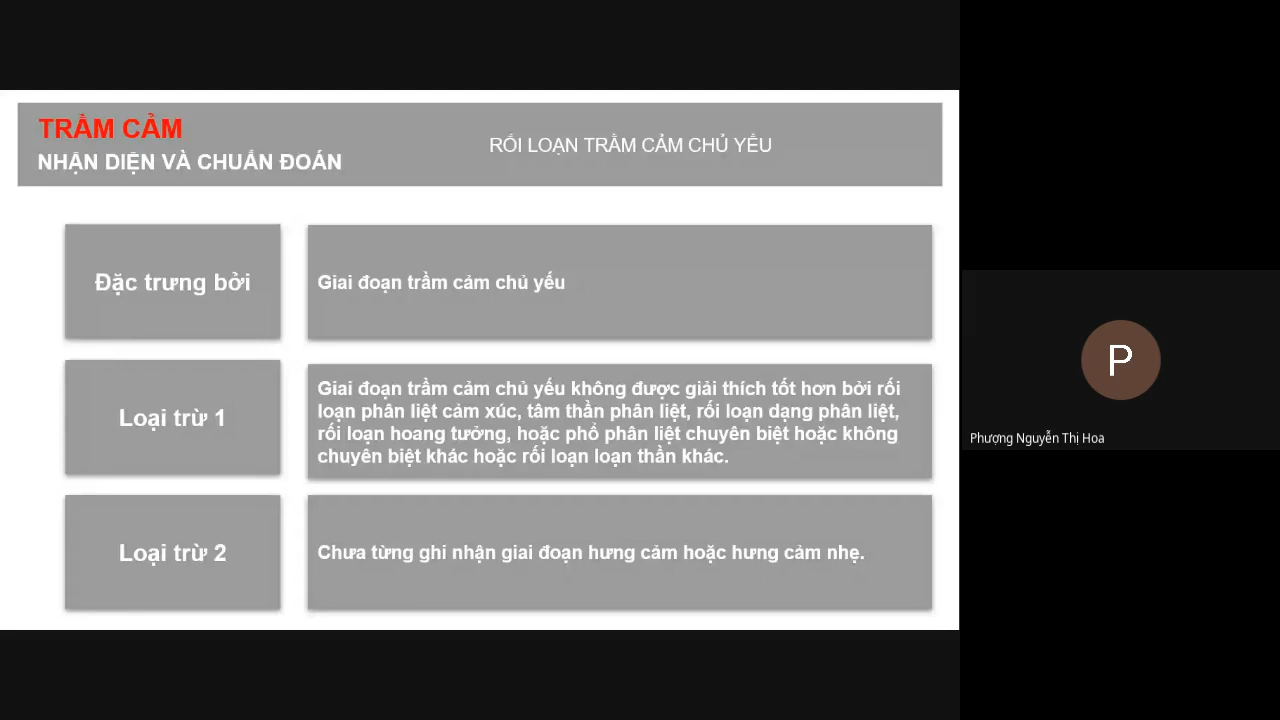 TRẦM CẢM
NHẬN DIỆN VÀ CHUẨN ĐOÁN
RỐI LOẠN TRẦM CẢM CHỦ YẾU
Đặc trưng bởi
Giai đoạn trầm cảm chủ yếu
Loại trừ 1
Giai đoạn trầm cảm chủ yếu không được giải thích tốt hơn bởi rối
loạn phân liệt cảm xúc, tâm thần phân liệt, rối loạn dạng phân liệt,
rối loạn hoang tưởng, hoặc phổ phân liệt chuyên biệt hoặc không
chuyên biệt khác hoặc rối loạn loạn thần khác.
Loại trừ 2
Chưa từng ghi nhận giai đoạn hưng cảm hoặc hưng cảm nhẹ.
P
Phượng Nguyễn Thị Hoa